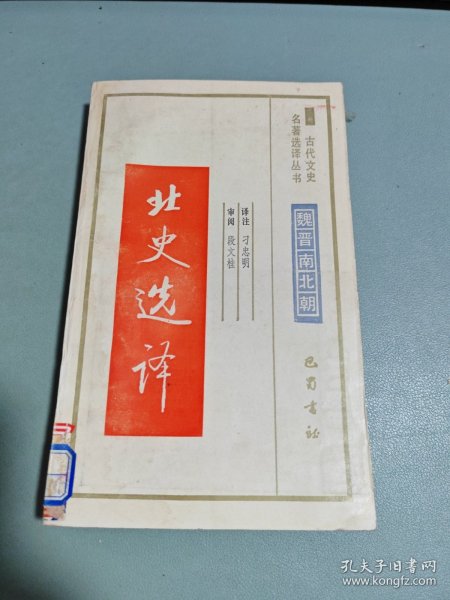 古代文史
名著选译丛书
魏晋南北朝
巴蜀书社
译注 刁忠明
审阅 段文桂
北史选译
孔夫子旧书网
www.kongfz.com